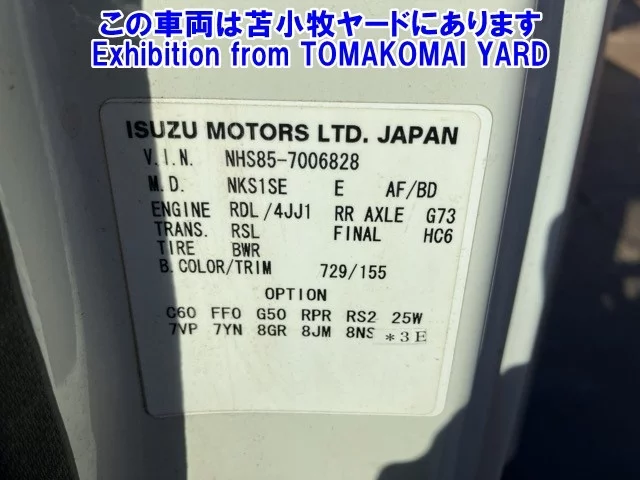 この車両は苫小牧ヤードにあります
Exhibition from TOMAKOMAI YARD
ISUZU MOTORS LTD. JAPAN
V.I.N. NHS85-7006828
M.D. NKS1SE E AF/BD
ENGINE RDL/4JJ1 RR AXLE G73
TRANS. RSL FINAL HC6
TIRE BWR
B.COLOR/TRIM 729/155
OPTION
C60 FF0 G50 RPR RS2 25W
7VP 7YN 8GR 8JM 8NS *3E